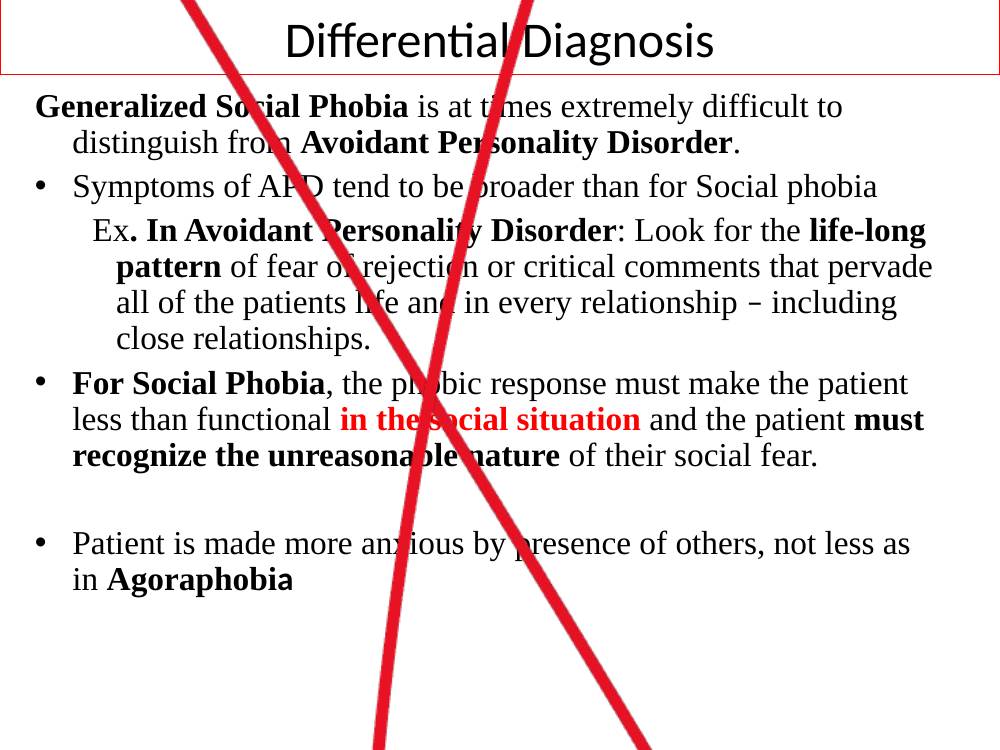 Differential Diagnosis
Generalized Social Phobia is at times extremely difficult to
distinguish from Avoidant Personality Disorder.
• Symptoms of APD tend to be broader than for Social phobia
Ex. In Avoidant Personality Disorder: Look for the life-long
pattern of fear of rejection or critical comments that pervade
all of the patients life and in every relationship – including
close relationships.
• For Social Phobia, the phobic response must make the patient
less than functional in the social situation and the patient must
recognize the unreasonable nature of their social fear.
• Patient is made more anxious by presence of others, not less as
in Agoraphobia